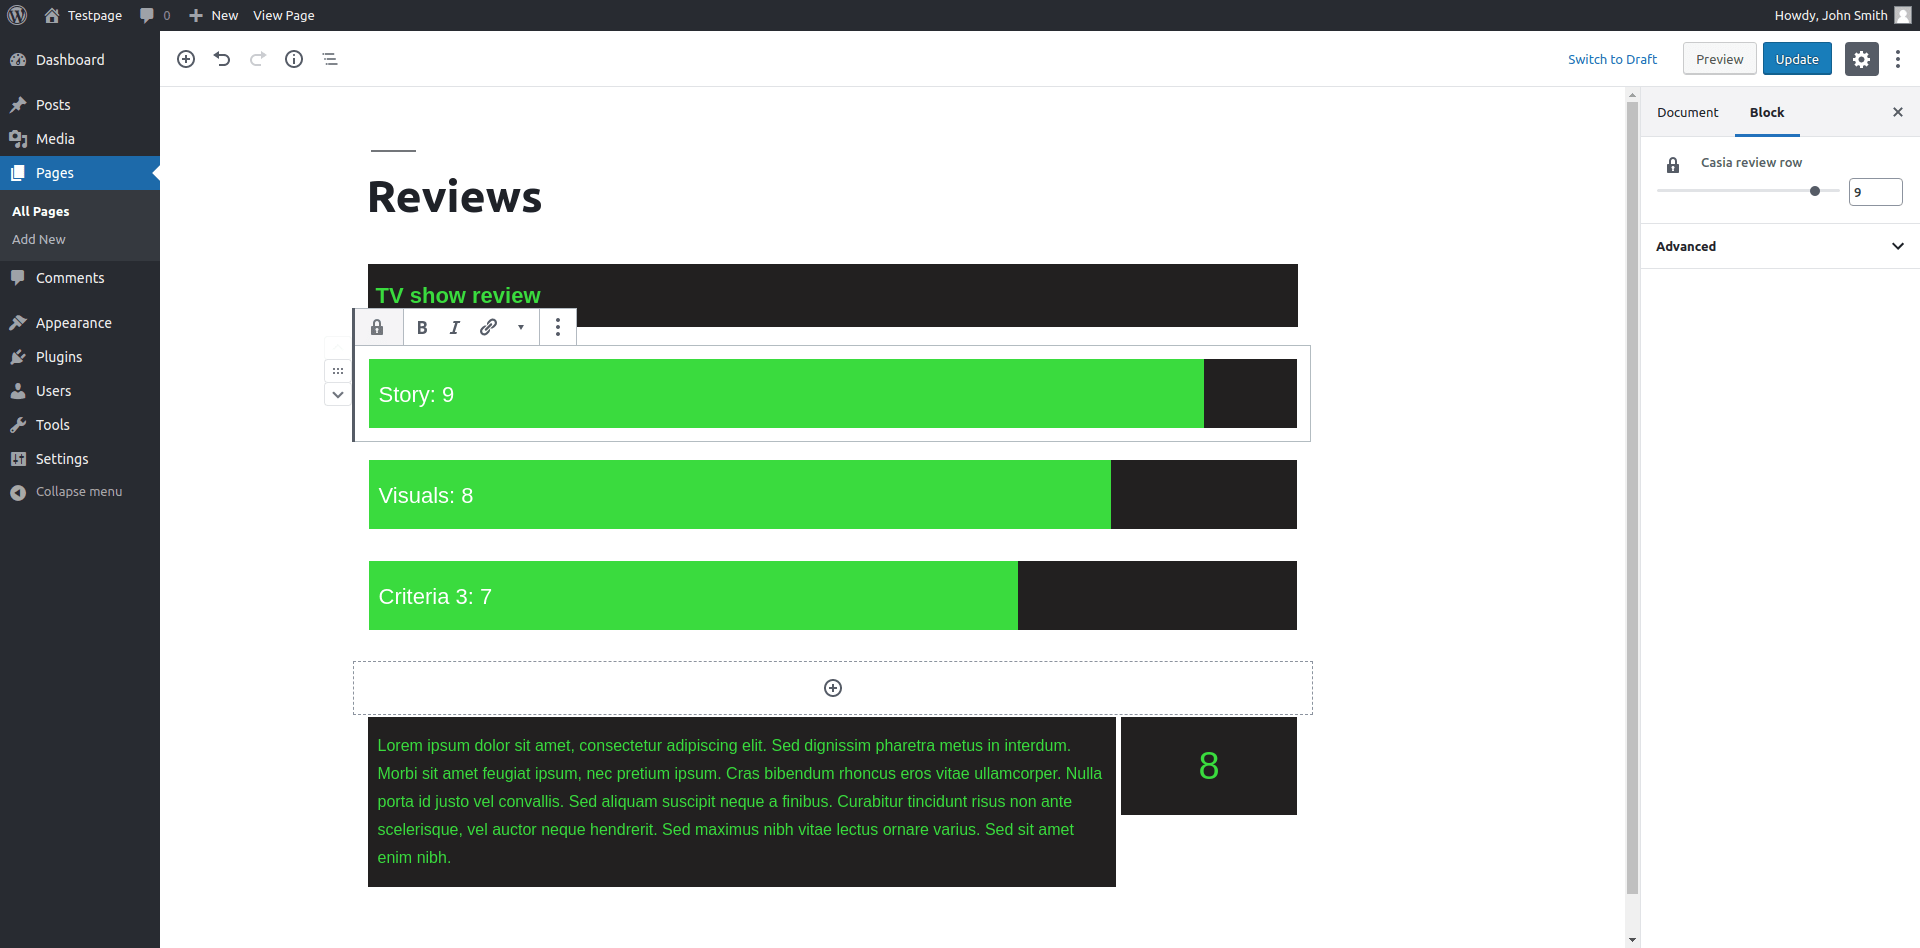 Testpage
0
New
View Page
Howdy, John Smith
Dashboard
Posts
Media
Pages
All Pages
Add New
Comments
Appearance
Plugins
Users
Tools
Settings
Collapse menu
Switch to Draft
Preview
Update
Reviews
TV show review
B I
Story: 9
Visuals: 8
Criteria 3: 7
Lorem ipsum dolor sit amet, consectetur adipiscing elit. Sed dignissim pharetra metus in interdum.
Morbi sit amet feugiat ipsum, nec pretium ipsum. Cras bibendum rhoncus eros vitae ullamcorper. Nulla
porta id justo vel convallis. Sed aliquam suscipit neque a finibus. Curabitur tincidunt risus non ante
scelerisque, vel auctor neque hendrerit. Sed maximus nibh vitae lectus ornare varius. Sed sit amet
enim nibh.
8
Document
Block
Casia review row
9
Advanced